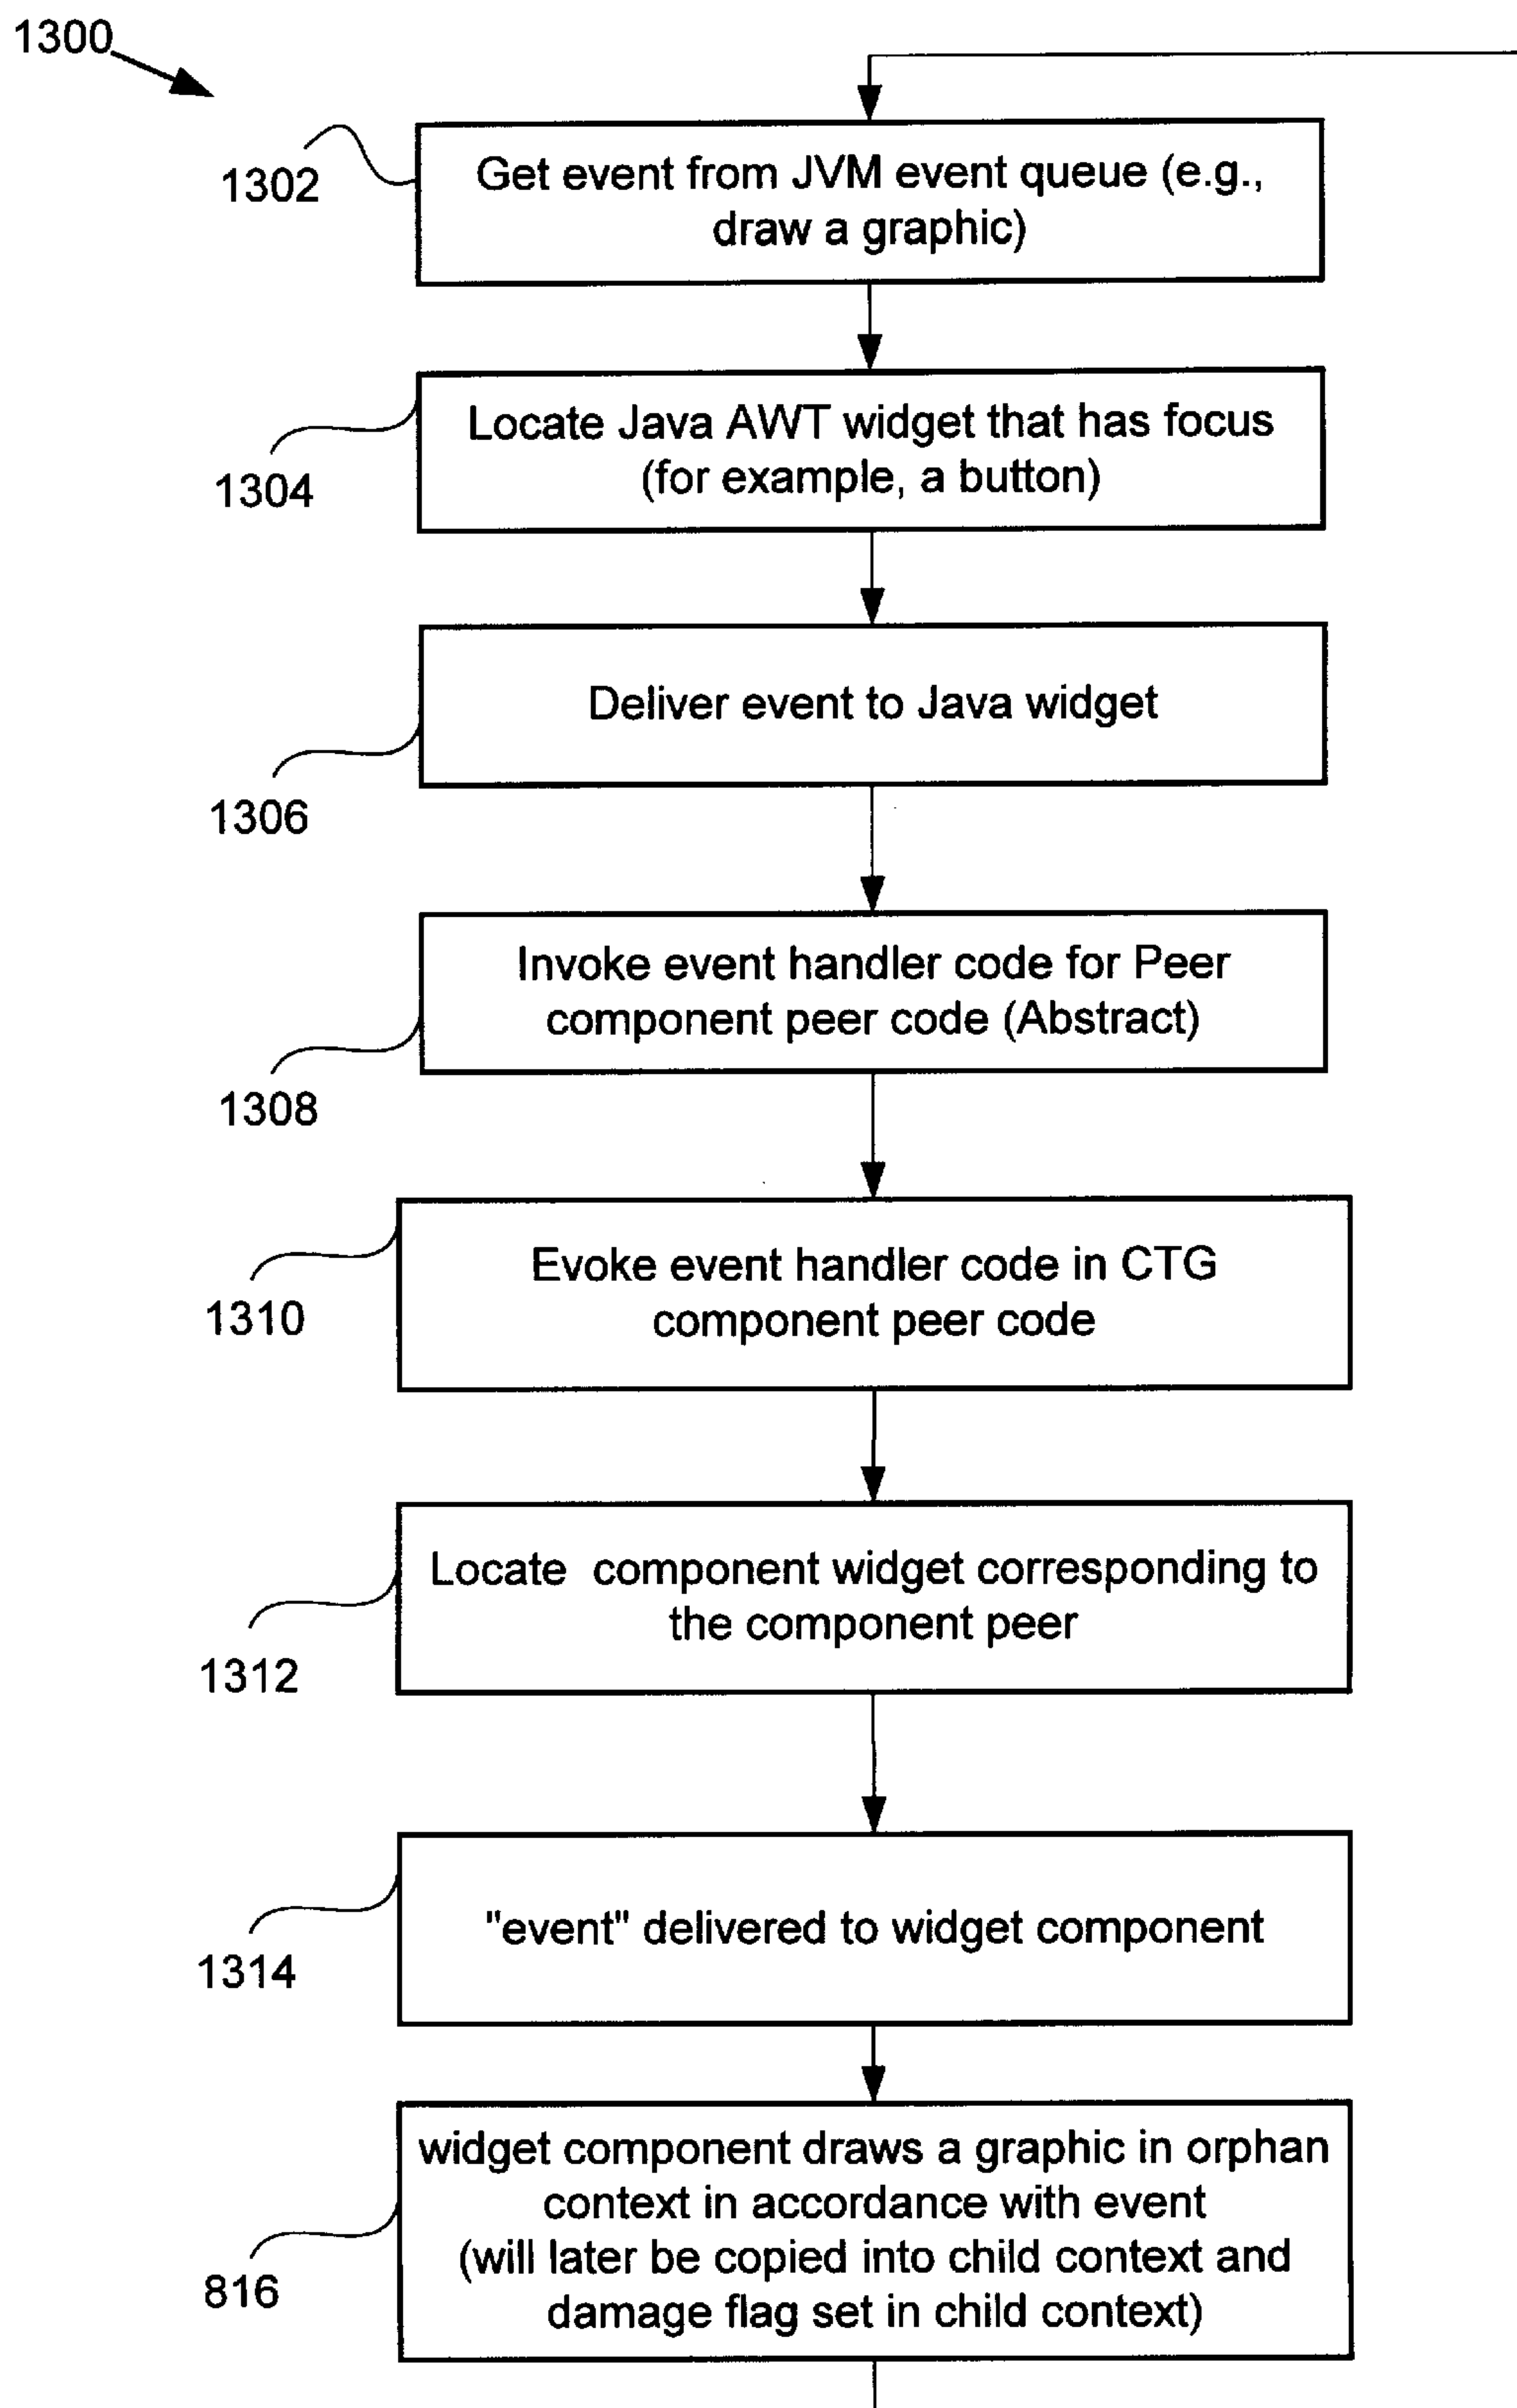 1300
1302
Get event from JVM event queue (e.g.,
draw a graphic)
1304
Locate Java AWT widget that has focus
(for example, a button)
1306
Deliver event to Java widget
1308
Invoke event handler code for Peer
component peer code (Abstract)
1310
Evoke event handler code in CTG
component peer code
1312
Locate component widget corresponding to
the component peer
1314
"event" delivered to widget component
816
widget component draws a graphic in orphan
context in accordance with event
(will later be copied into child context and
damage flag set in child context)